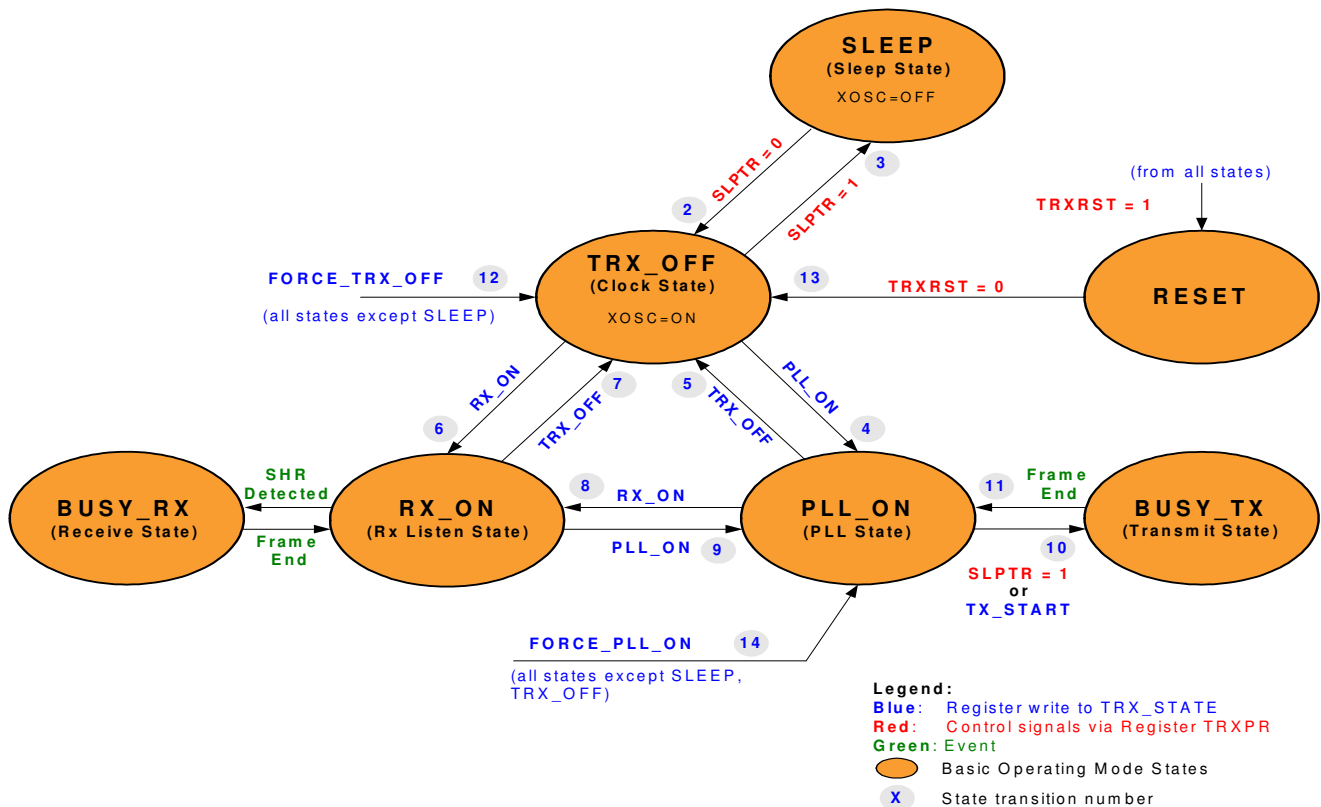 SLEEP
(Sleep State)
XOSC=OFF
SLPTR = 0
SLPTR = 1
2
3
(from all states)
TRXRST = 1
RESET
TRX_OFF
(Clock State)
XOSC=ON
FORCE_TRX_OFF
12
(all states except SLEEP)
13
TRXRST = 0
RX_ON
6
7
TRX_OFF
5
TRX_OFF
PLL_ON
4
BUSY_RX
(Receive State)
SHR
Detected
Frame
End
RX_ON
(Rx Listen State)
8
RX_ON
PLL_ON
9
PLL_ON
(PLL State)
11
Frame
End
10
SLPTR = 1
or
TX_START
BUSY_TX
(Transmit State)
FORCE_PLL_ON
14
(all states except SLEEP,
TRX_OFF)
Legend:
Blue: Register write to TRX_STATE
Red: Control signals via Register TRXPR
Green: Event
Basic Operating Mode States
X State transition number